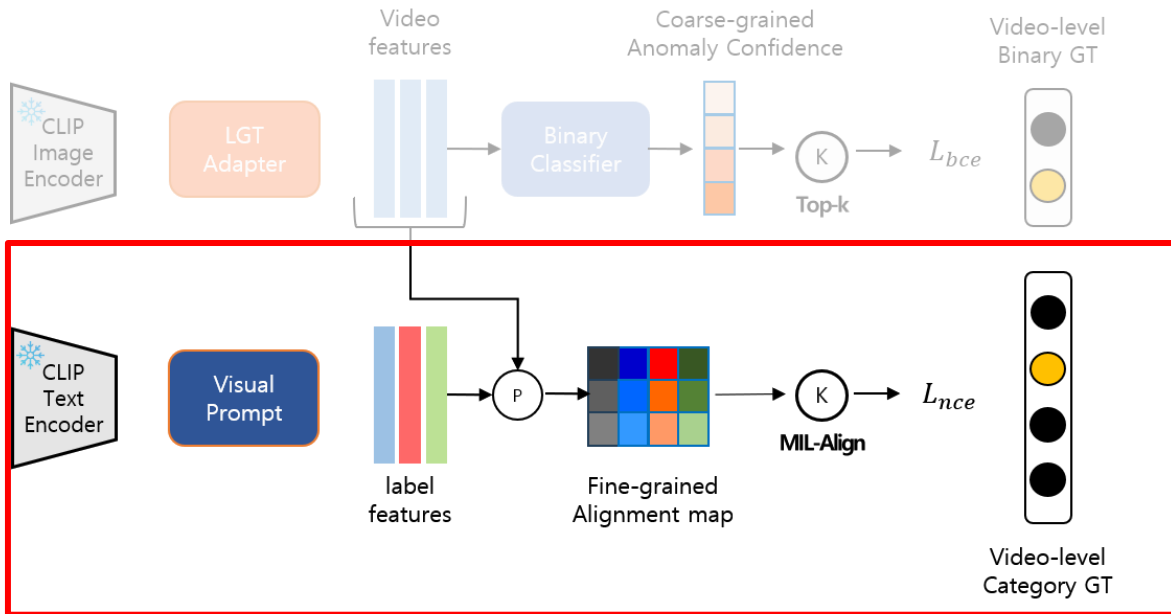 Video
features
Coarse-grained
Anomaly Confidence
Video-level
Binary GT
CLIP
Image
Encoder
LGT
Adapter
Binary
Classifier
K
Top-k
L_bce
CLIP
Text
Encoder
Visual
Prompt
P
K
MIL-Align
L_nce
label
features
Fine-grained
Alignment map
Video-level
Category GT